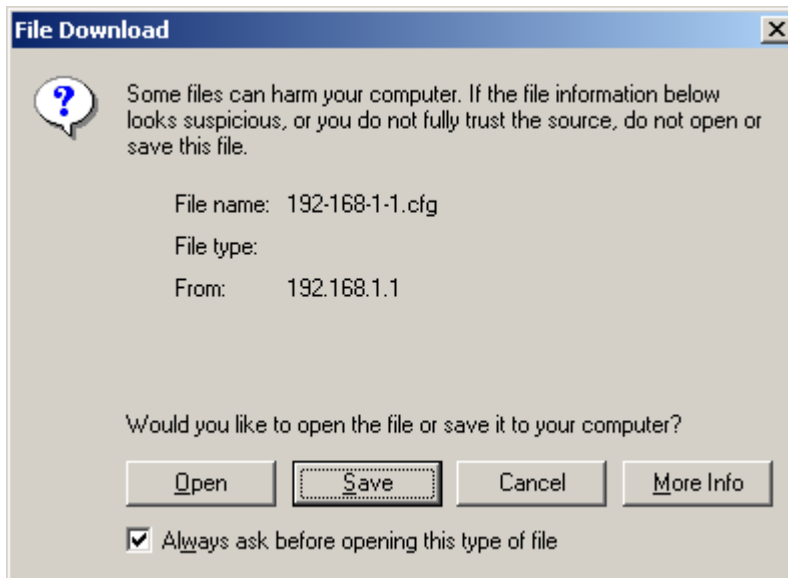 File Download
Some files can harm your computer. If the file information below
looks suspicious, or you do not fully trust the source, do not open or
save this file.
File name: 192-168-1-1.cfg
File type:
From: 192.168.1.1
Would you like to open the file or save it to your computer?
Open Save Cancel More Info
Always ask before opening this type of file